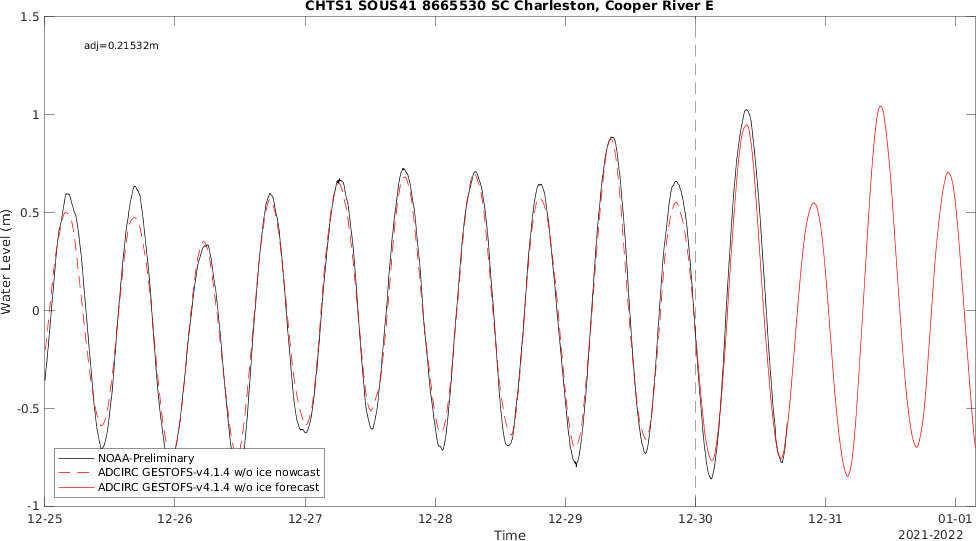 CHTS1 SOUS41 8665530 SC Charleston, Cooper River E
1.5
adj=0.21532m
1
0.5
Water Level (m)
0
-0.5
NOAA-Preliminary
ADCIRC GESTOFS-v4.1.4 w/o ice nowcast
ADCIRC GESTOFS-v4.1.4 w/o ice forecast
-1
12-25 12-26 12-27 12-28 12-29 12-30 12-31 01-01
Time
2021-2022